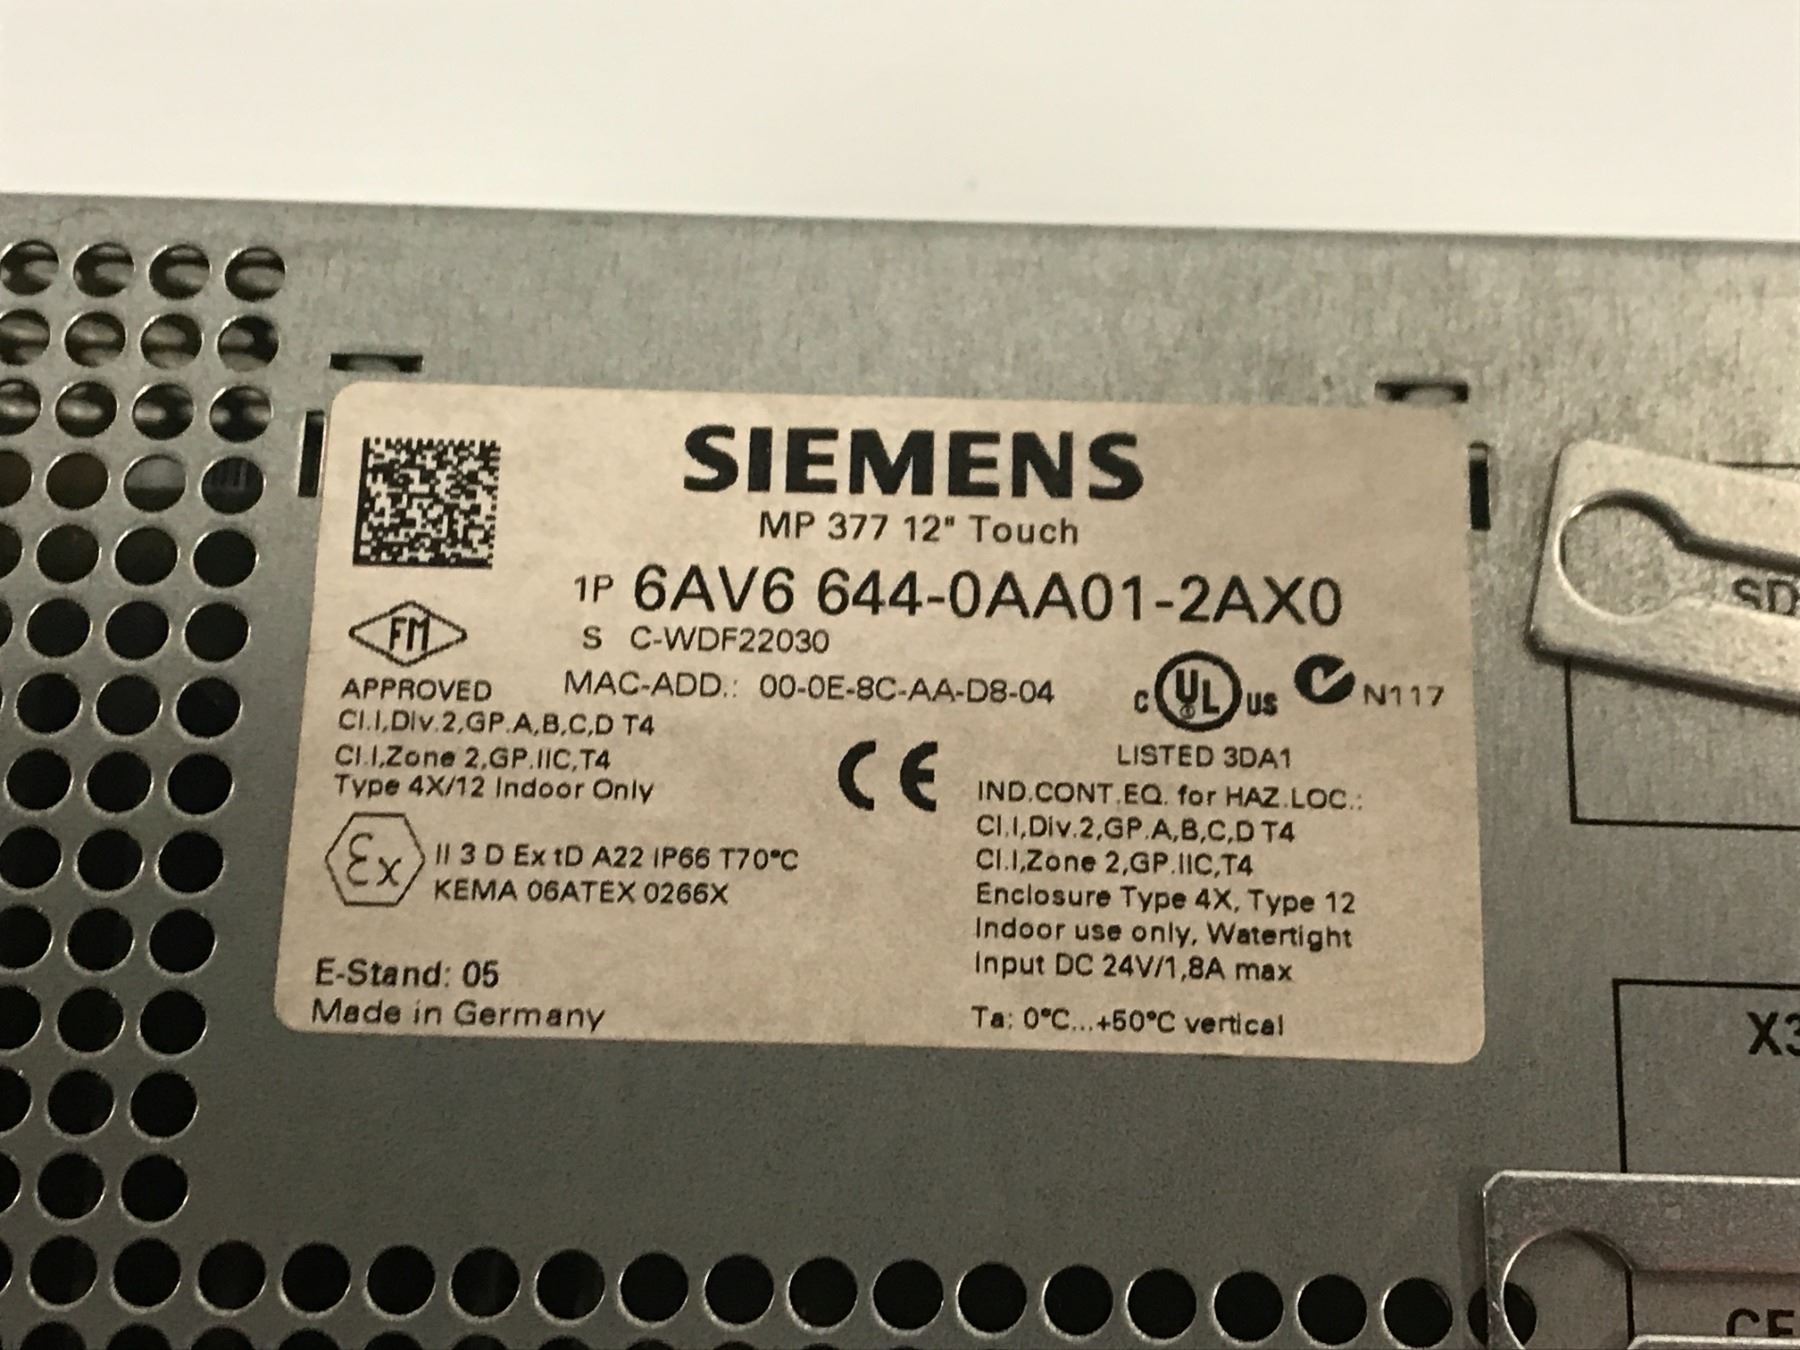 SIEMENS
MP 377 12" Touch
1P 6AV6 644-0AA01-2AX0
S C-WDF22030
MAC-ADD.: 00-0E-8C-AA-D8-04
FM
APPROVED
Cl.I,Div.2,GP.A,B,C,D T4
Cl.I,Zone 2,GP.IIC,T4
Type 4X/12 Indoor Only
Ex II 3 D Ex tD A22 IP66 T70°C
KEMA 06ATEX 0266X
E-Stand: 05
Made in Germany
CE
C UL US N117
LISTED 3DA1
IND.CONT.EQ. for HAZ.LOC.:
Cl.I,Div.2,GP.A,B,C,D T4
Cl.I,Zone 2,GP.IIC,T4
Enclosure Type 4X, Type 12
Indoor use only, Watertight
Input DC 24V/1,8A max
Ta: 0°C...+50°C vertical
SD
X3